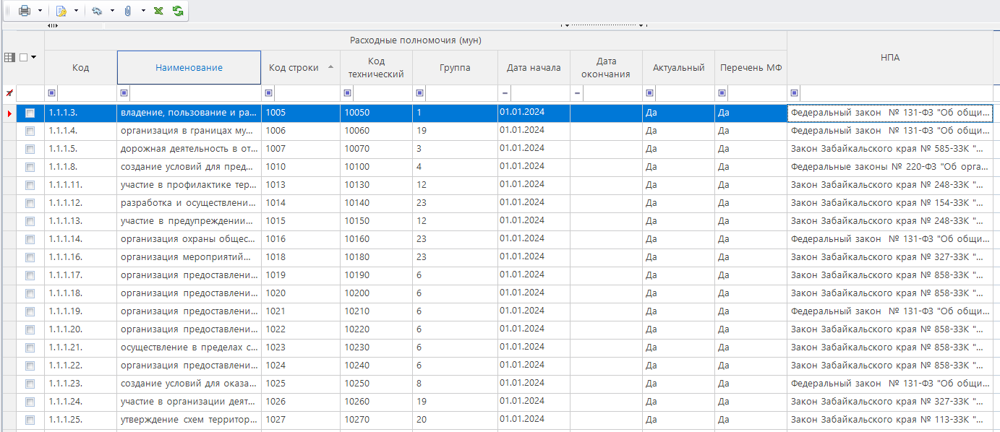 Расходные полномочия (мун)
Код Наименование Код строки Код технический Группа Дата начала Дата окончания Актуальный Перечень МФ НПА
1.1.1.3. владение, пользование и ра... 1005 10050 1 01.01.2024 Да Да Федеральный закон № 131-ФЗ "Об общи...
1.1.1.4. организация в границах му... 1006 10060 19 01.01.2024 Да Да Федеральный закон № 131-ФЗ "Об общи...
1.1.1.5. дорожная деятельность в от... 1007 10070 3 01.01.2024 Да Да Закон Забайкальского края № 585-ЗЗК "...
1.1.1.8. создание условий для пред... 1010 10100 4 01.01.2024 Да Да Федеральные законы № 220-ФЗ "Об орга...
1.1.1.11. участие в профилактике тер... 1013 10130 12 01.01.2024 Да Да Закон Забайкальского края № 248-ЗЗК "...
1.1.1.12. разработка и осуществлени... 1014 10140 23 01.01.2024 Да Да Закон Забайкальского края № 154-ЗЗК "...
1.1.1.13. участие в предупреждении... 1015 10150 12 01.01.2024 Да Да Закон Забайкальского края № 248-ЗЗК "...
1.1.1.14. организация охраны общес... 1016 10160 23 01.01.2024 Да Да Федеральный закон № 131-ФЗ "Об общи...
1.1.1.16. организация мероприятий... 1018 10180 23 01.01.2024 Да Да Закон Забайкальского края № 327-ЗЗК "...
1.1.1.17. организация предоставлени... 1019 10190 6 01.01.2024 Да Да Закон Забайкальского края № 858-ЗЗК "...
1.1.1.18. организация предоставлени... 1020 10200 6 01.01.2024 Да Да Закон Забайкальского края № 858-ЗЗК "...
1.1.1.19. организация предоставлени... 1021 10210 6 01.01.2024 Да Да Федеральный закон № 131-ФЗ "Об общи...
1.1.1.20. организация предоставлени... 1022 10220 6 01.01.2024 Да Да Закон Забайкальского края № 858-ЗЗК "...
1.1.1.21. осуществление в пределах с... 1023 10230 6 01.01.2024 Да Да Закон Забайкальского края № 858-ЗЗК "...
1.1.1.22. организация предоставлени... 1024 10240 6 01.01.2024 Да Да Закон Забайкальского края № 858-ЗЗК "...
1.1.1.23. создание условий для оказа... 1025 10250 8 01.01.2024 Да Да Федеральный закон № 131-ФЗ "Об общи...
1.1.1.24. участие в организации деят... 1026 10260 19 01.01.2024 Да Да Закон Забайкальского края № 327-ЗЗК "...
1.1.1.25. утверждение схем территор... 1027 10270 20 01.01.2024 Да Да Закон Забайкальского края № 113-ЗЗК "...